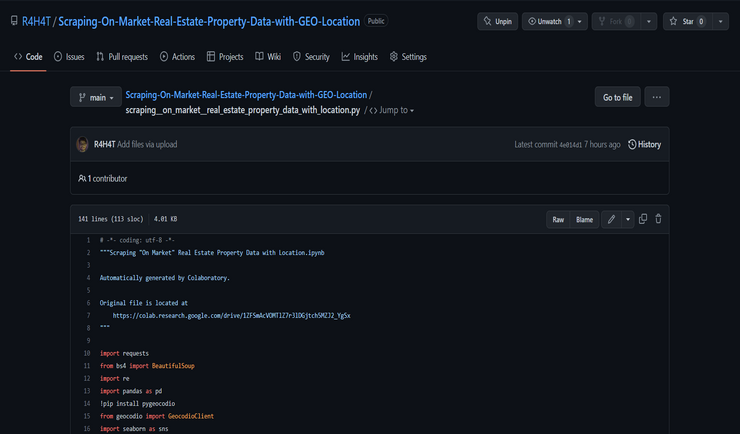 R4H4T / Scraping-On-Market-Real-Estate-Property-Data-with-GEO-Location Public
Unpin
Unwatch 1
Fork 0
Star 0
Code Issues Pull requests Actions Projects Wiki Security Insights Settings
main
Scraping-On-Market-Real-Estate-Property-Data-with-GEO-Location /
scraping__on_market__real_estate_property_data_with_location.py / <> Jump to
Go to file
...
R4H4T Add files via upload
Latest commit 4e014d1 7 hours ago History
1 contributor
141 lines (113 sloc) 4.01 KB
Raw Blame
1 # -*- coding: utf-8 -*-
2 """Scraping "On Market" Real Estate Property Data with Location.ipynb
3
4 Automatically generated by Colaboratory.
5
6 Original file is located at
7 https://colab.research.google.com/drive/
8 """
9
10 import requests
11 from bs4 import BeautifulSoup
12 import re
13 import pandas as pd
14 !pip install pygeocodio
15 from geocodio import GeocodioClient
16 import seaborn as sns